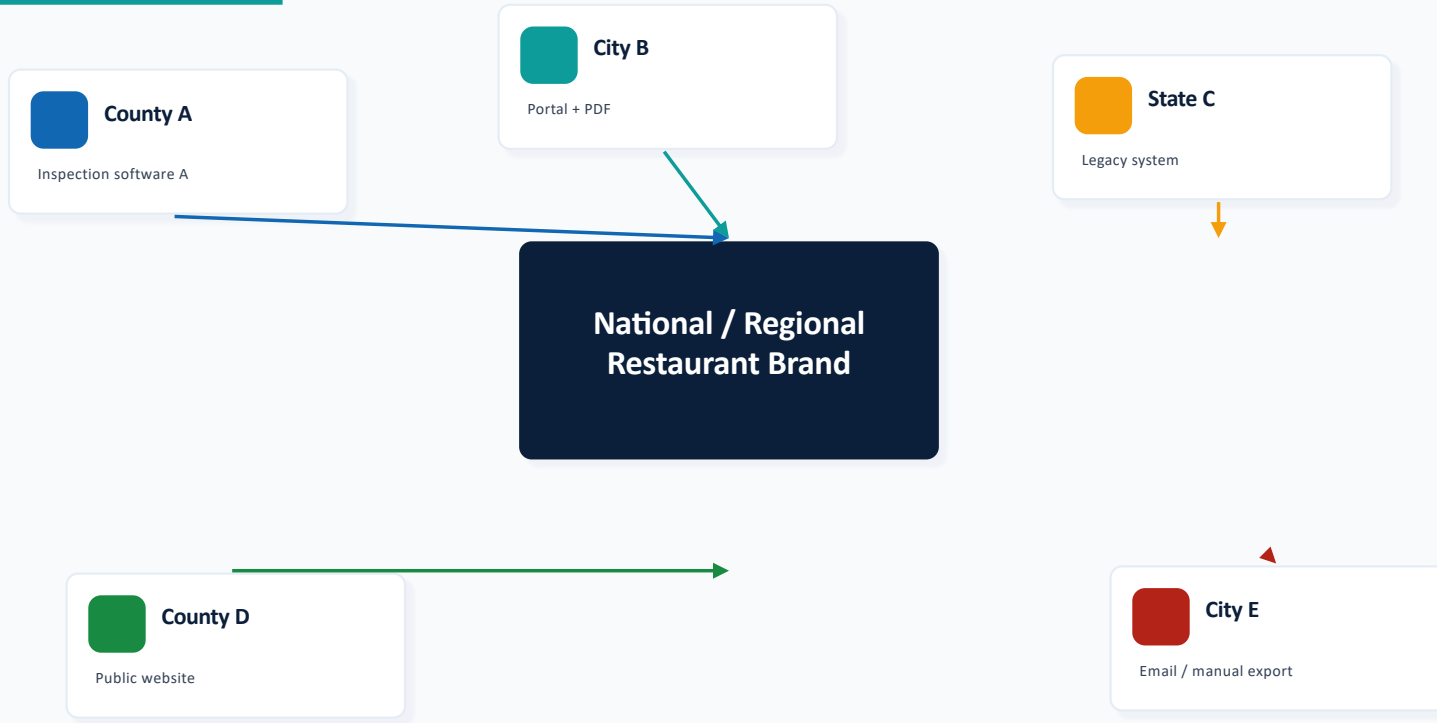 City B
Portal + PDF
County A
Inspection software A
State C
Legacy system
National / Regional
Restaurant Brand
County D
Public website
City E
Email / manual export